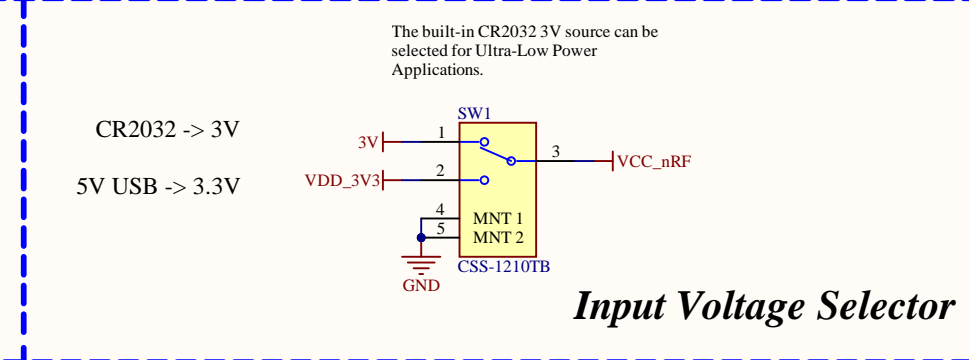 The built-in CR2032 3V source can be
selected for Ultra-Low Power
Applications.
SW1
CR2032 -> 3V
3V
1
3
VCC_nRF
5V USB -> 3.3V
VDD_3V3
2
4
MNT 1
5
MNT 2
GND
CSS-1210TB
Input Voltage Selector